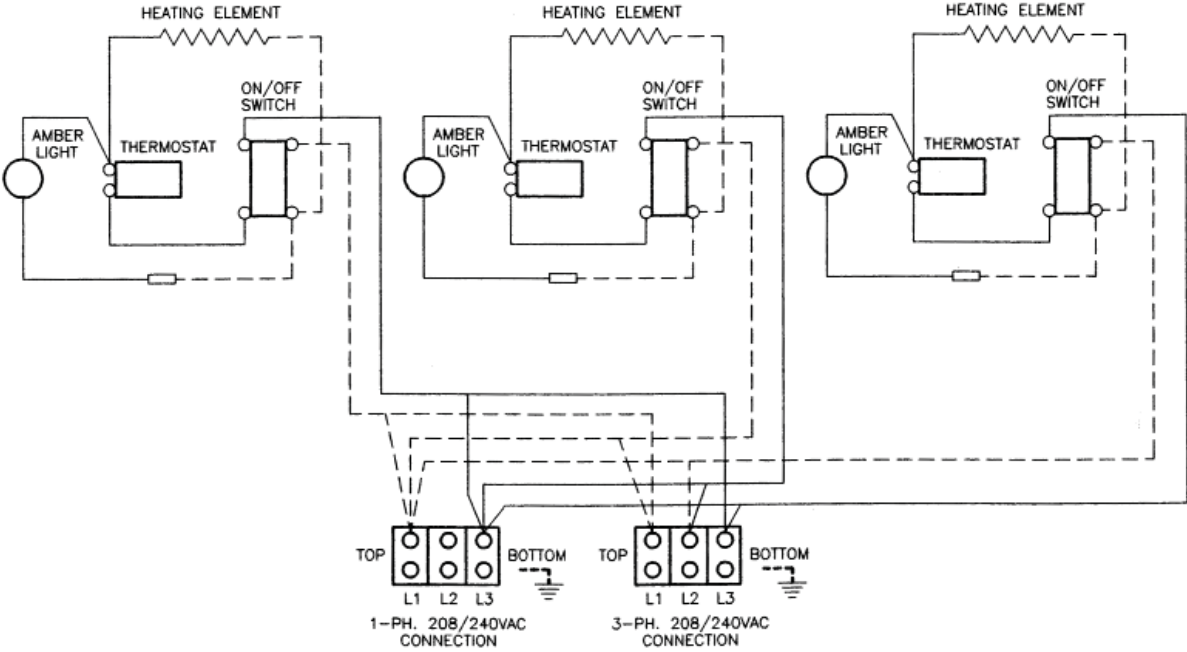 HEATING ELEMENT
HEATING ELEMENT
HEATING ELEMENT
ON/OFF
SWITCH
ON/OFF
SWITCH
ON/OFF
SWITCH
AMBER
LIGHT
THERMOSTAT
AMBER
LIGHT
THERMOSTAT
AMBER
LIGHT
THERMOSTAT
TOP
BOTTOM
TOP
BOTTOM
L1 L2 L3
L1 L2 L3
1-PH. 208/240VAC
CONNECTION
3-PH. 208/240VAC
CONNECTION